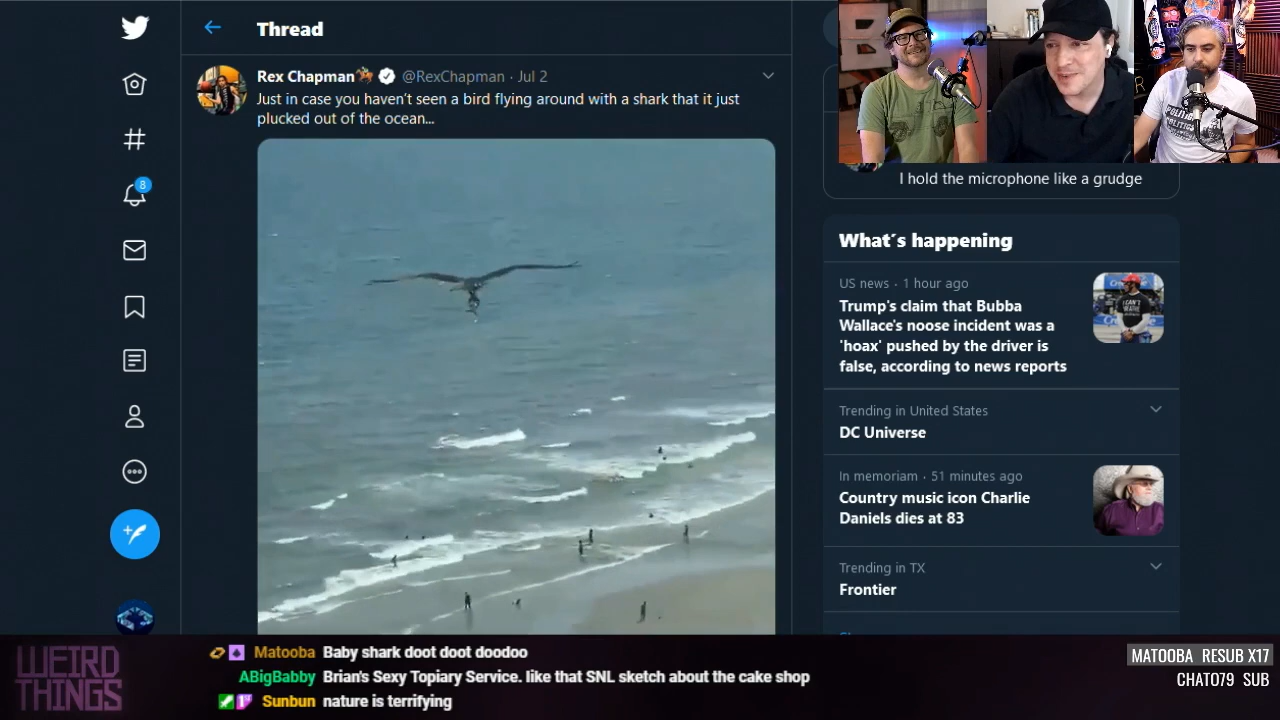 Thread
Rex Chapman @RexChapman · Jul 2
Just in case you haven't seen a bird flying around with a shark that it just
plucked out of the ocean...
8
I hold the microphone like a grudge
What's happening
US news · 1 hour ago
Trump's claim that Bubba
Wallace's noose incident was a
'hoax' pushed by the driver is
false, according to news reports
Trending in United States
DC Universe
In memoriam · 51 minutes ago
Country music icon Charlie
Daniels dies at 83
Trending in TX
Frontier
WEIRD
THINGS
Matooba Baby shark doot doot doodoo
ABigBabby Brian's Sexy Topiary Service. like that SNL sketch about the cake shop
Sunbun nature is terrifying
MATOOBA RESUB X17
CHATO79 SUB